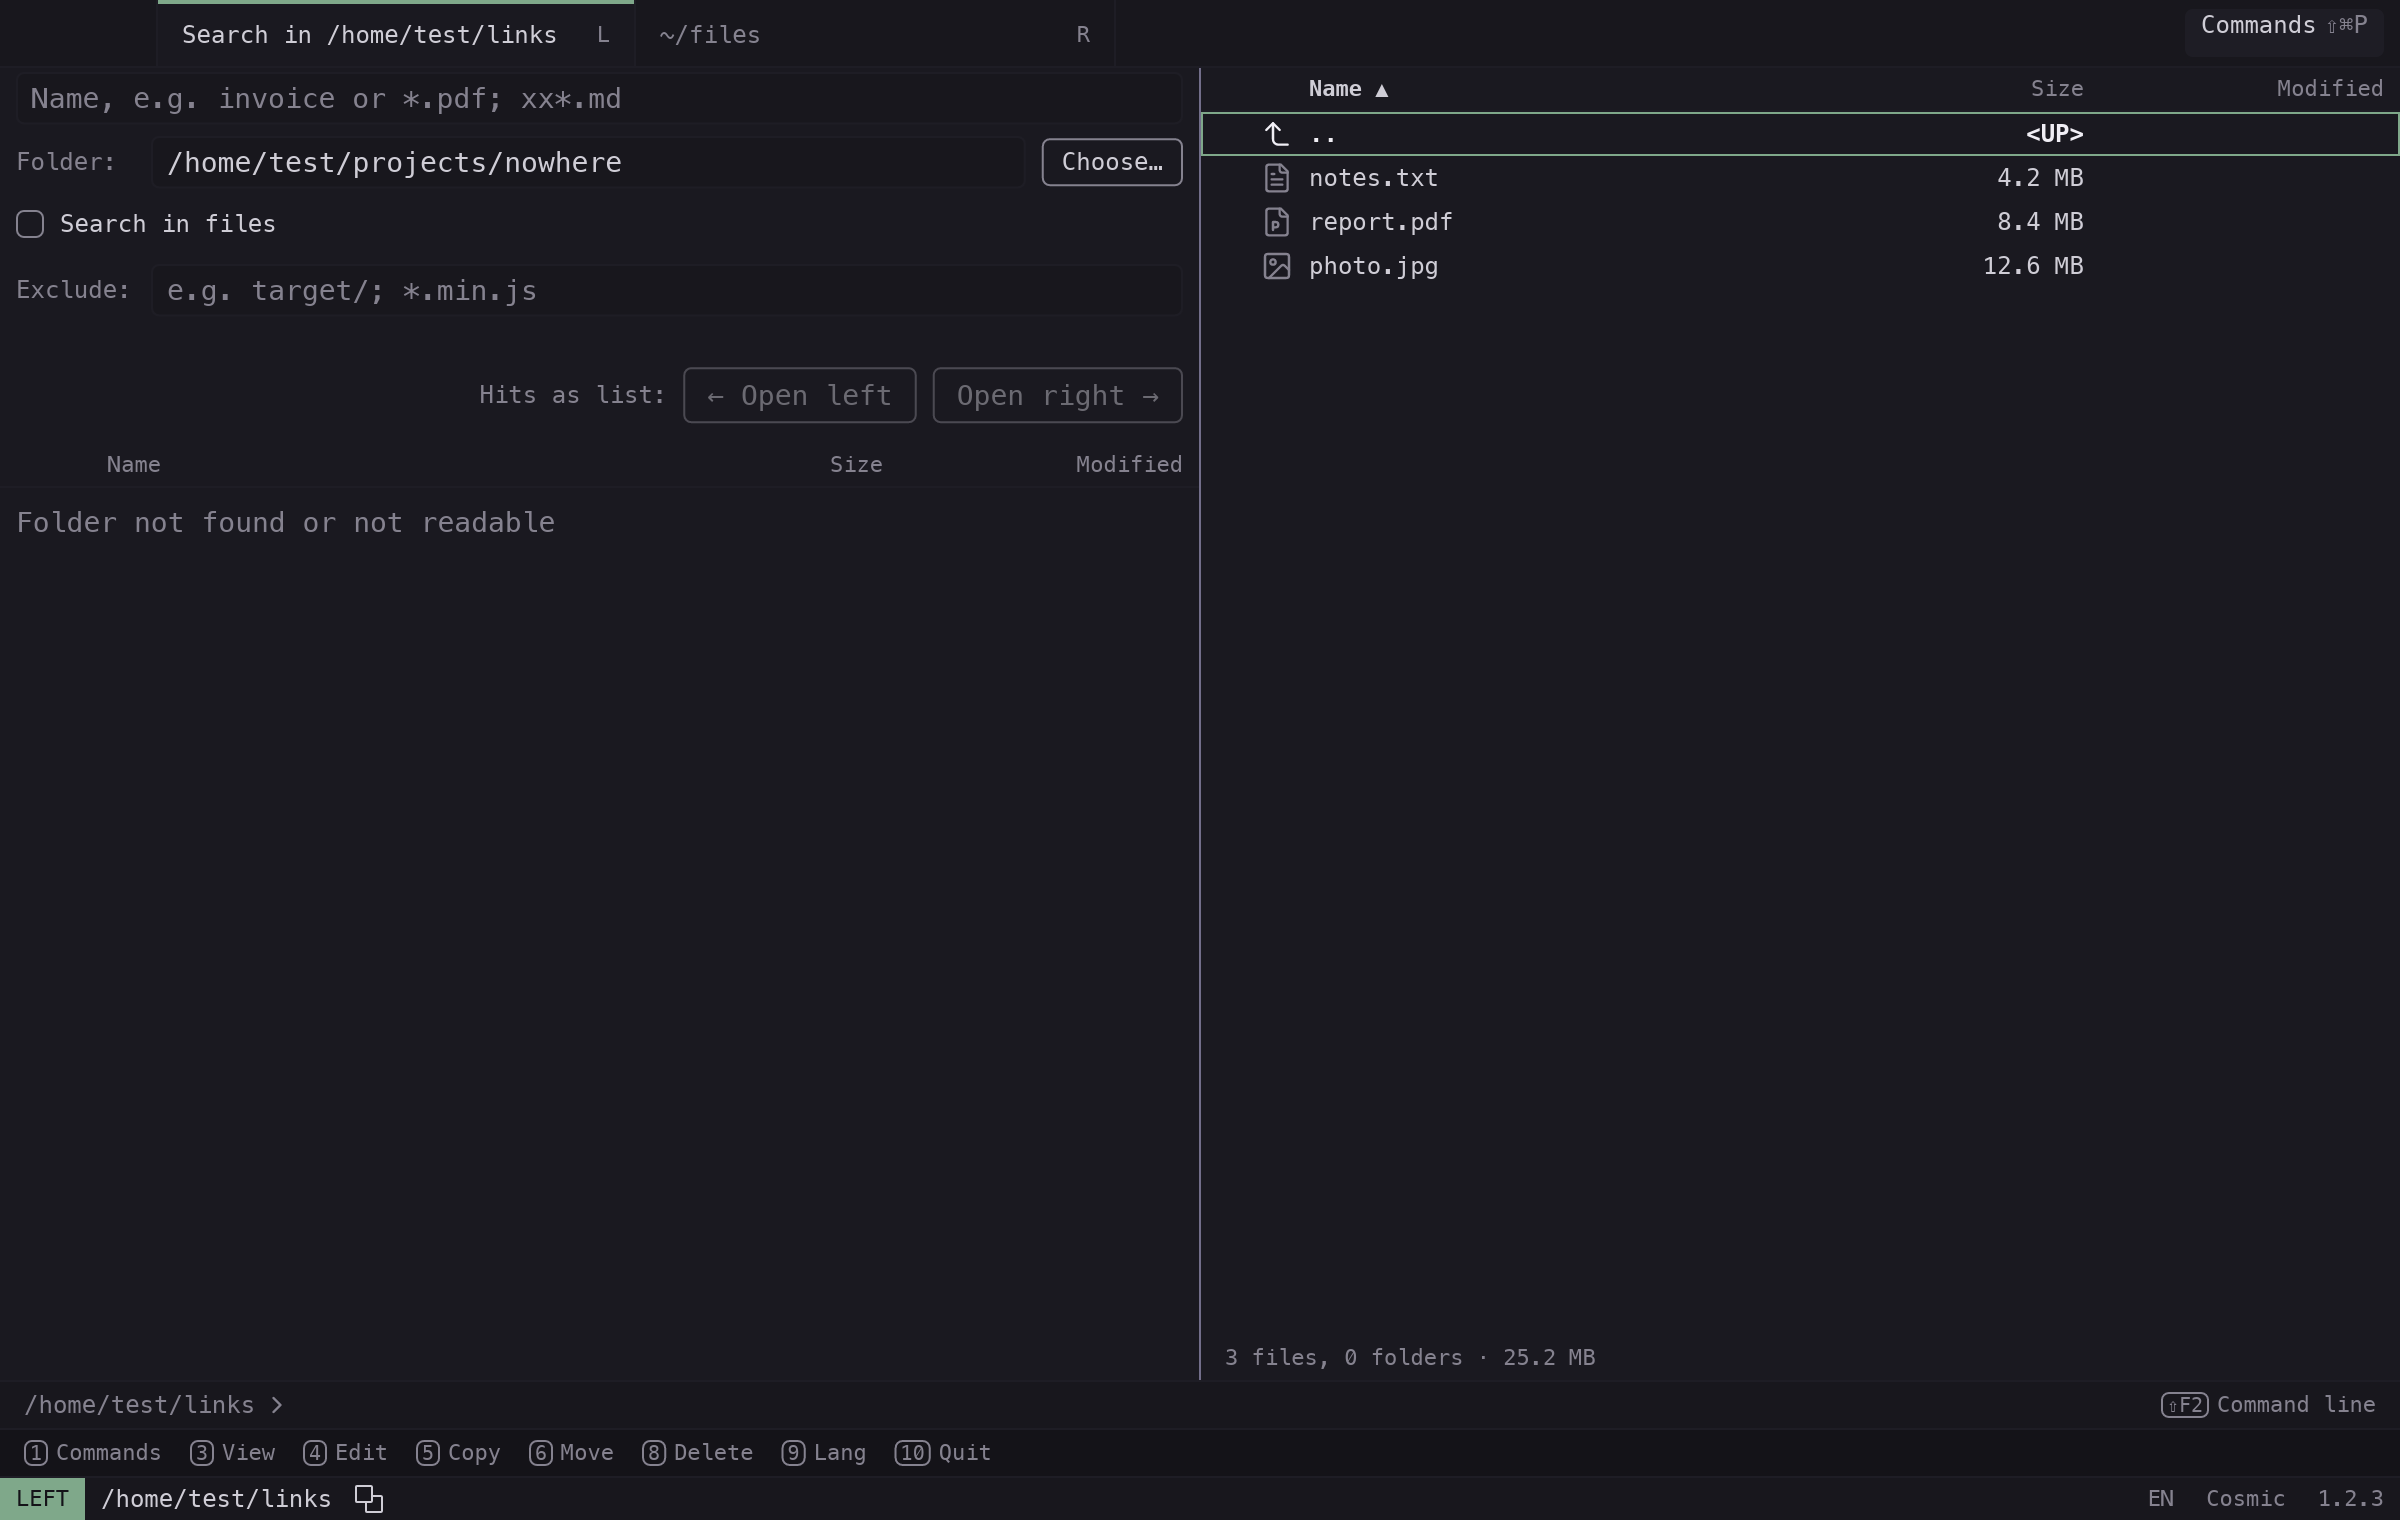 Search in /home/test/links L ~/files R Commands ⇧⌘P
Name, e.g. invoice or *.pdf; xx*.md
Folder: /home/test/projects/nowhere Choose…
Search in files
Exclude: e.g. target/; *.min.js
Hits as list: ← Open left Open right →
Name Size Modified
Folder not found or not readable
Name ▲ Size Modified
.. <UP>
notes.txt 4.2 MB
report.pdf 8.4 MB
photo.jpg 12.6 MB
3 files, 0 folders · 25.2 MB
/home/test/links > ⇧F2 Command line
1 Commands 3 View 4 Edit 5 Copy 6 Move 8 Delete 9 Lang 10 Quit
LEFT /home/test/links EN Cosmic 1.2.3